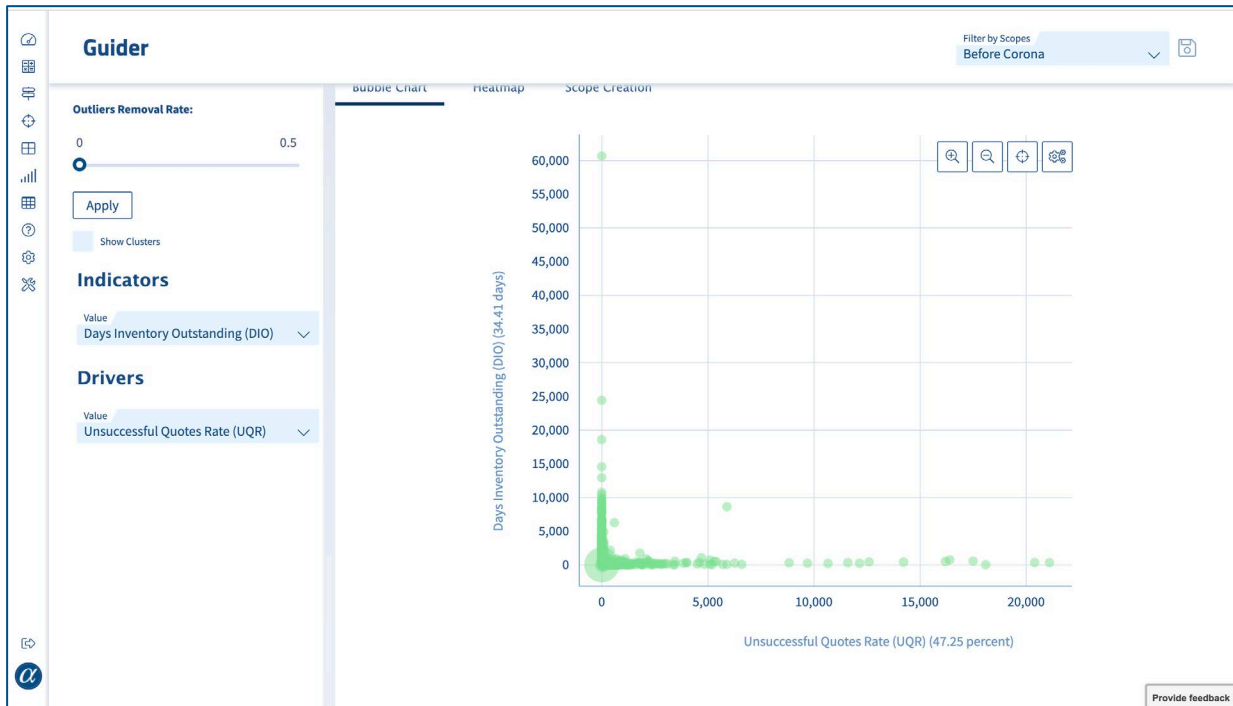 Guider
Filter by Scopes
Before Corona
Outliers Removal Rate:
0 0.5
Apply
Show Clusters
Indicators
Value
Days Inventory Outstanding (DIO)
Drivers
Value
Unsuccessful Quotes Rate (UQR)
Bubble Chart Heatmap Scope Creation
60,000
55,000
50,000
45,000
40,000
35,000
30,000
25,000
20,000
15,000
10,000
5,000
0
Days Inventory Outstanding (DIO) (34.41 days)
0 5,000 10,000 15,000 20,000
Unsuccessful Quotes Rate (UQR) (47.25 percent)
α
Provide feedback